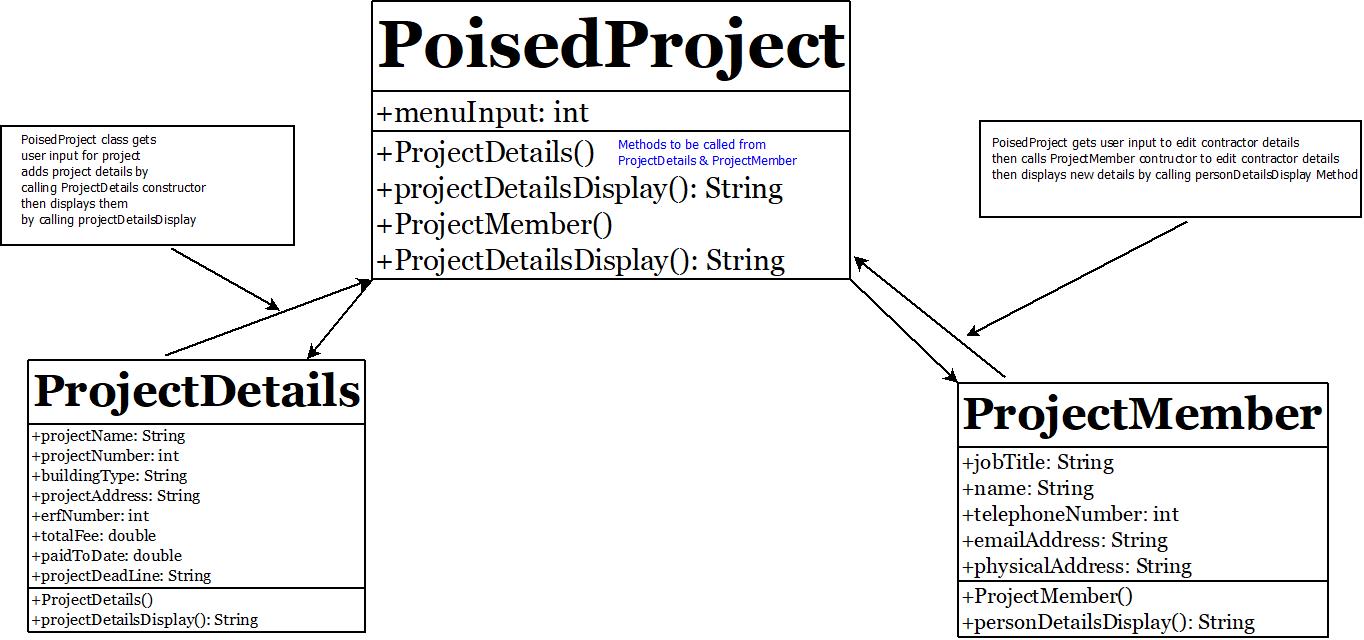 PoisedProject
+menuInput: int
+ProjectDetails()
Methods to be called from
ProjectDetails & ProjectMember
+projectDetailsDisplay(): String
+ProjectMember()
+ProjectDetailsDisplay(): String
PoisedProject class gets
user input for project
adds project details by
calling ProjectDetails constructor
then displays them
by calling projectDetailsDisplay
PoisedProject gets user input to edit contractor details
then calls ProjectMember contructor to edit contractor details
then displays new details by calling personDetailsDisplay Method
ProjectDetails
+projectName: String
+projectNumber: int
+buildingType: String
+projectAddress: String
+erfNumber: int
+totalFee: double
+paidToDate: double
+projectDeadLine: String
+ProjectDetails()
+projectDetailsDisplay(): String
ProjectMember
+jobTitle: String
+name: String
+telephoneNumber: int
+emailAddress: String
+physicalAddress: String
+ProjectMember()
+personDetailsDisplay(): String